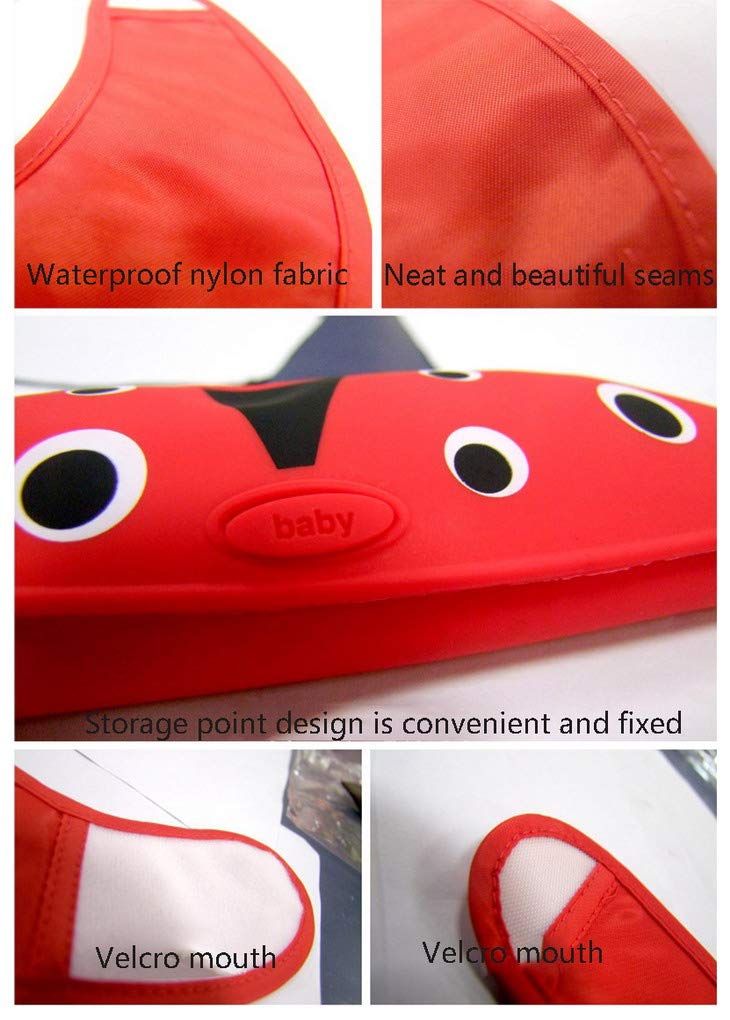 Waterproof nylon fabric
Neat and beautiful seams
baby
Storage point design is convenient and fixed
Velcro mouth
Velcro mouth